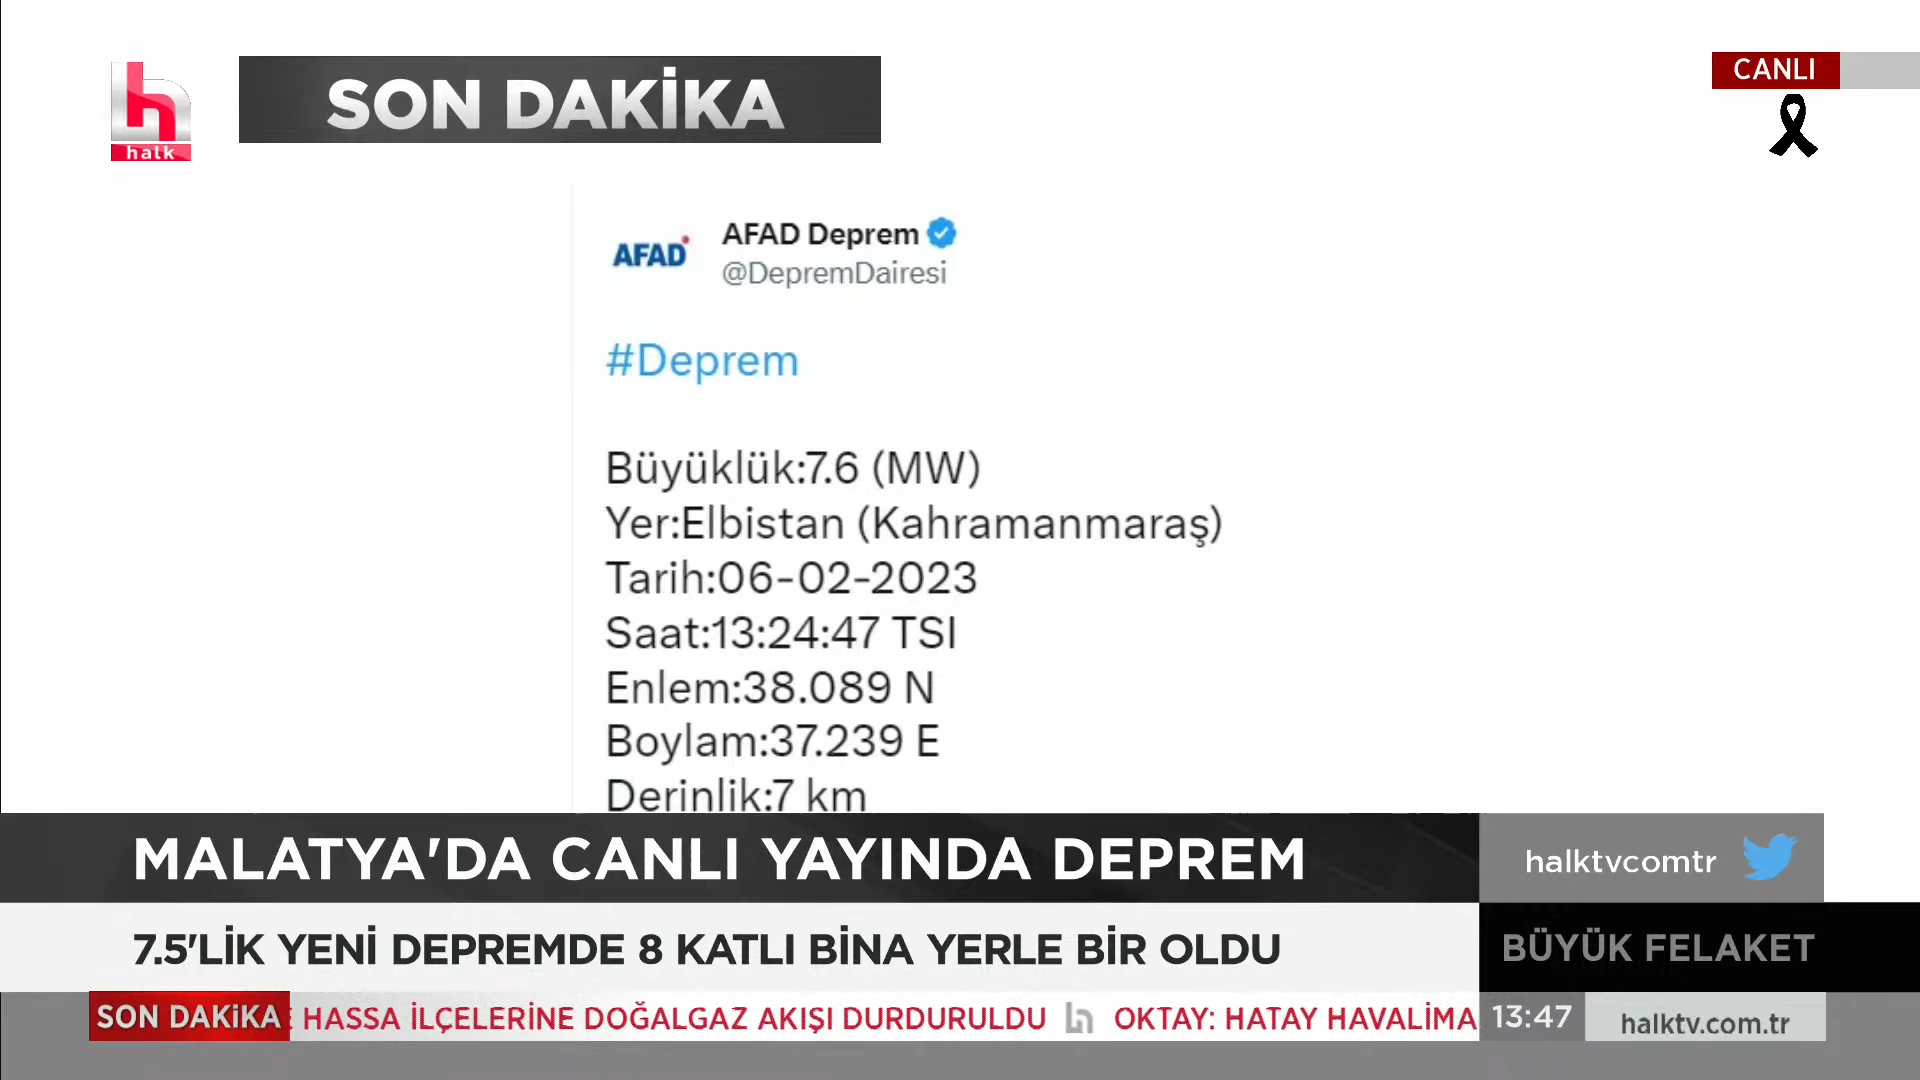 halk
SON DAKİKA
CANLI
AFAD
AFAD Deprem
@DepremDairesi
#Deprem
Büyüklük:7.6 (MW)
Yer:Elbistan (Kahramanmaraş)
Tarih:06-02-2023
Saat:13:24:47 TSI
Enlem:38.089 N
Boylam:37.239 E
Derinlik:7 km
MALATYA'DA CANLI YAYINDA DEPREM
halktvcomtr
7.5'LİK YENİ DEPREMDE 8 KATLI BİNA YERLE BİR OLDU
BÜYÜK FELAKET
SON DAKİKA
HASSA İLÇELERİNE DOĞALGAZ AKIŞI DURDURULDU h OKTAY: HATAY HAVALİMA
13:47
halktv.com.tr